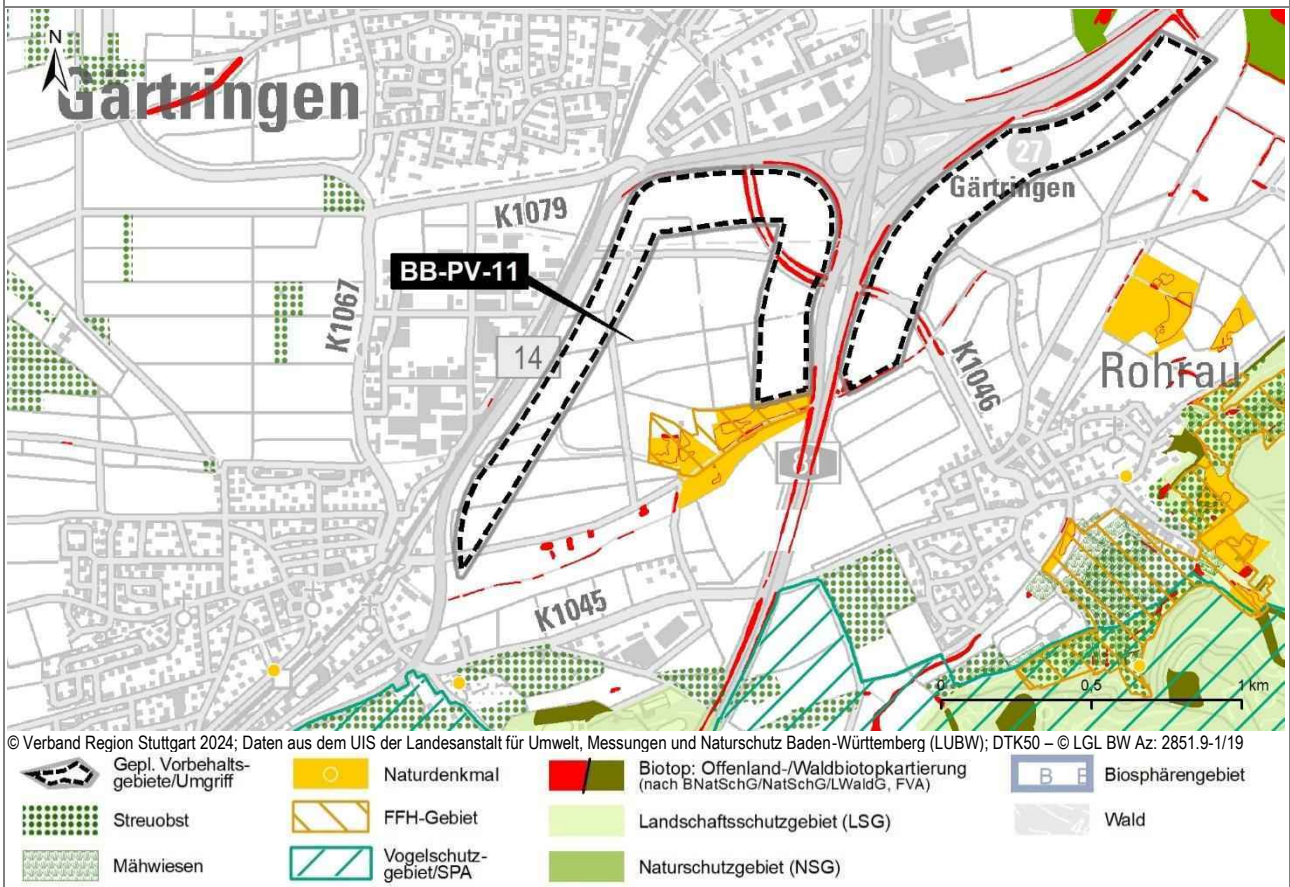 N
Gärtringen
K1079
27
Gärtringen
BB-PV-11
K1067
14
K1046
Rohrau
K1045
0
0,5
1 km
© Verband Region Stuttgart 2024; Daten aus dem UIS der Landesanstalt für Umwelt, Messungen und Naturschutz Baden-Württemberg (LUBW); DTK50 – © LGL BW Az: 2851.9-1/19
Gepl. Vorbehalts-
gebiete/Umgriff
Streuobst
Mähwiesen
Naturdenkmal
FFH-Gebiet
Vogelschutz-
gebiet/SPA
Biotop: Offenland-/Waldbiotopkartierung
(nach BNatSchG/NatSchG/LWaldG, FVA)
Landschaftsschutzgebiet (LSG)
Naturschutzgebiet (NSG)
B
Biosphärengebiet
Wald